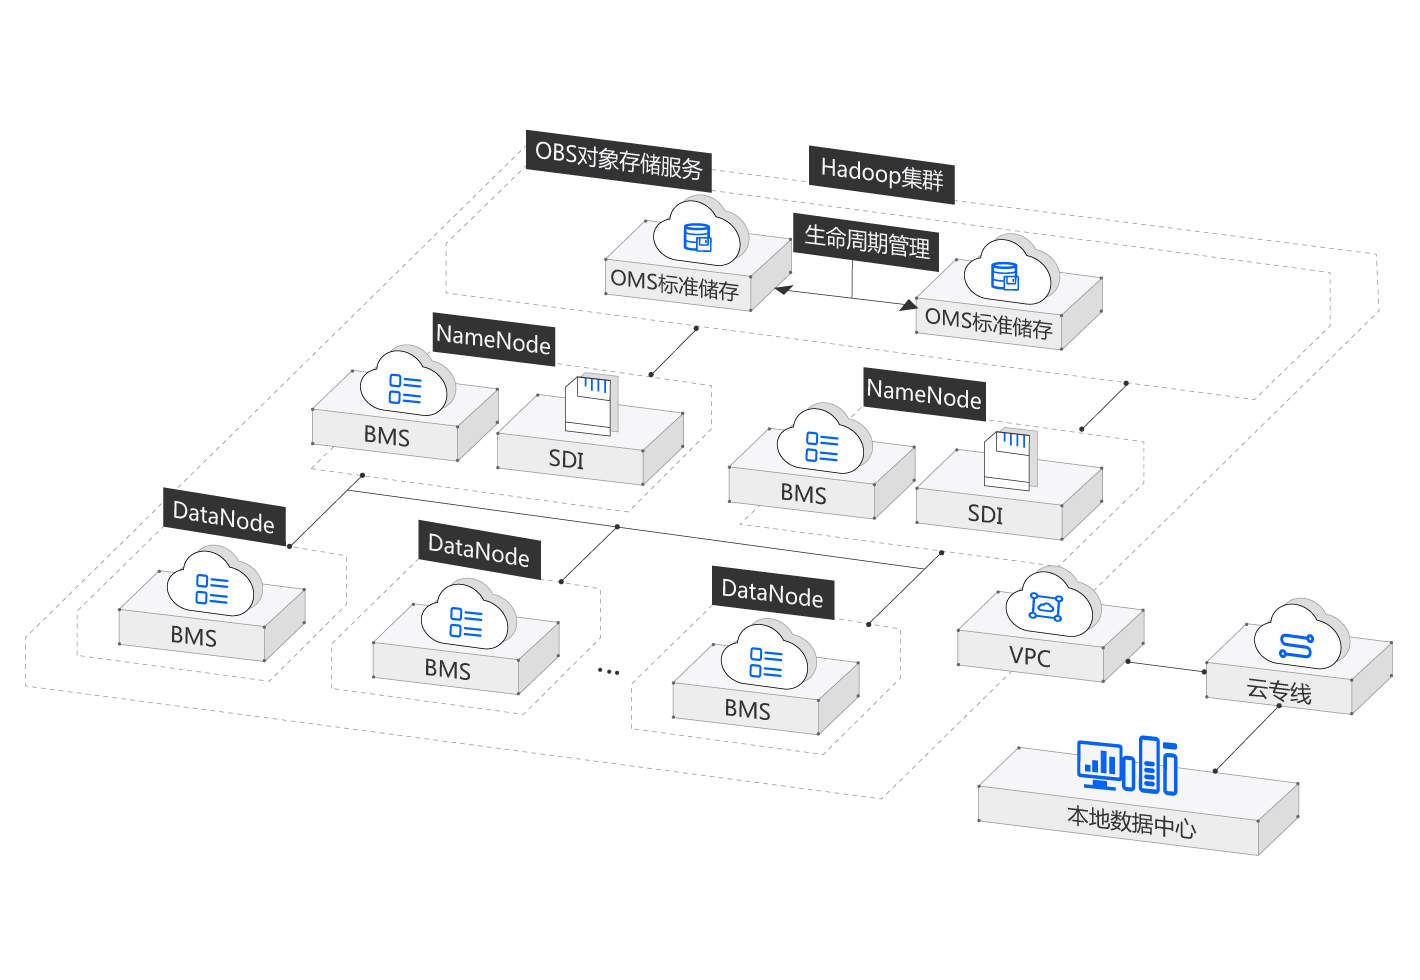 OBS对象存储服务
Hadoop集群
生命周期管理
OMS标准储存
OMS标准储存
NameNode
BMS
SDI
NameNode
BMS
SDI
DataNode
BMS
DataNode
BMS
...
DataNode
BMS
VPC
云专线
本地数据中心